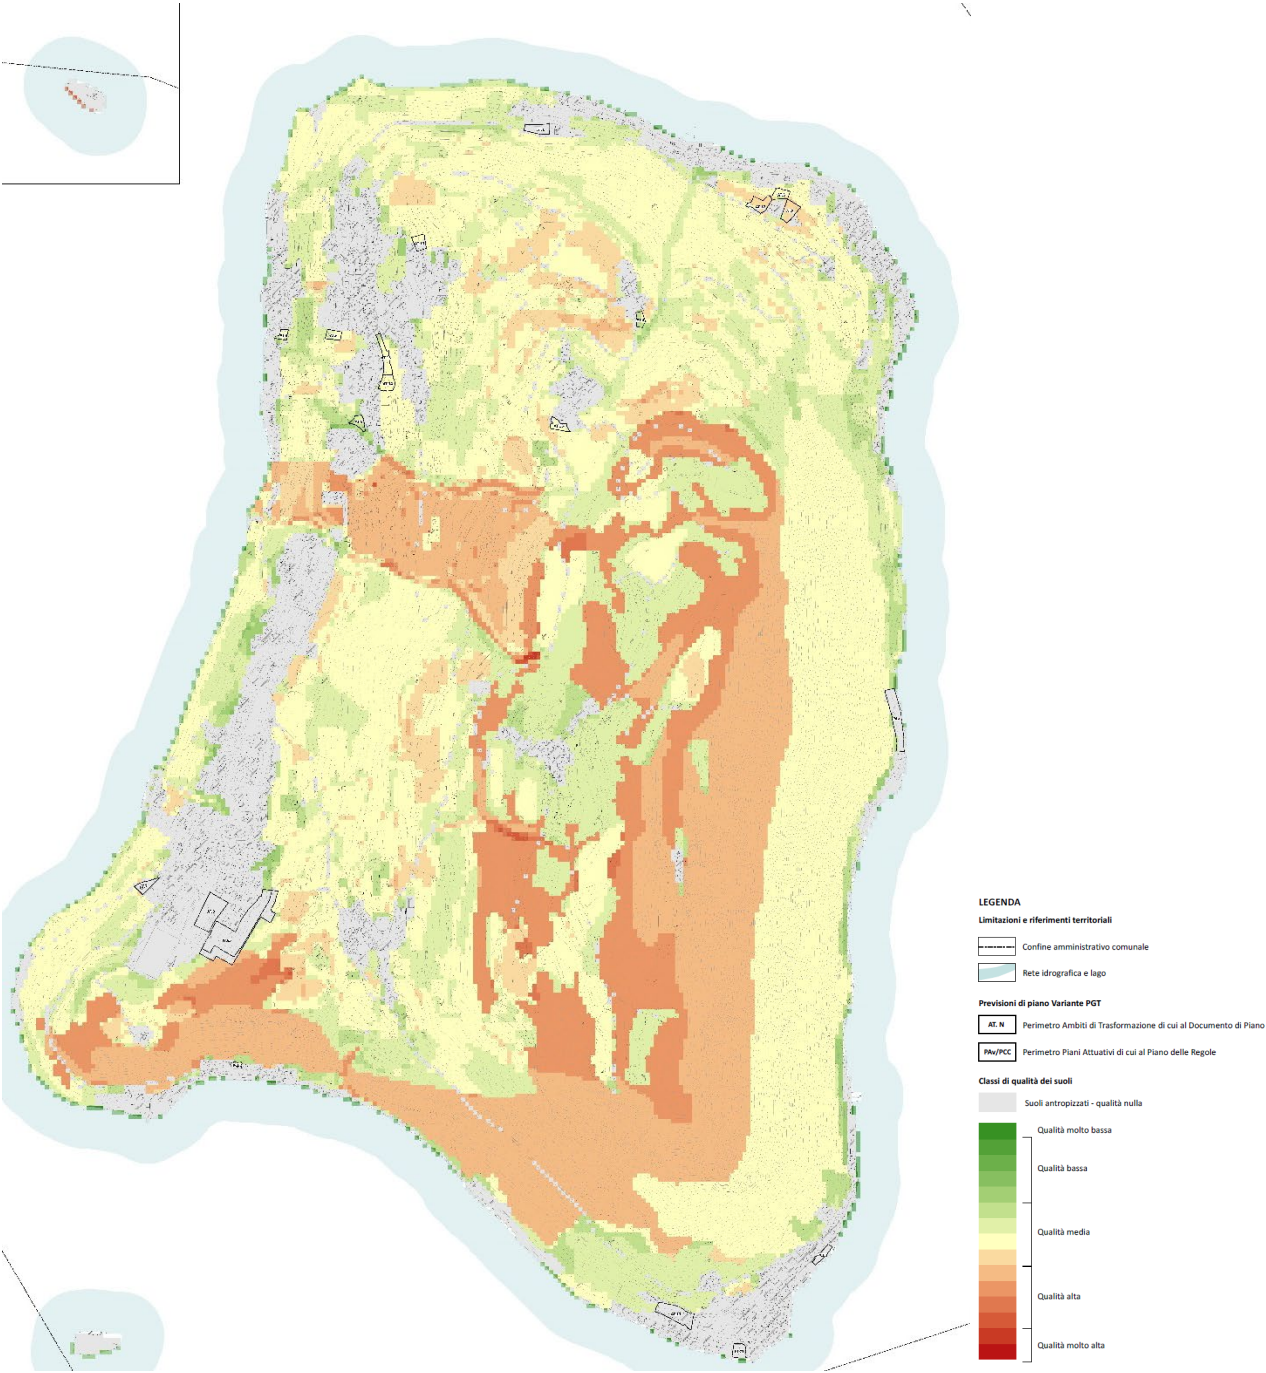 LEGENDA
Limitazioni e riferimenti territoriali
Confine amministrativo comunale
Rete idrografica e lago
Previsioni di piano Variante PGT
AT. N Perimetro Ambiti di Trasformazione di cui al Documento di Piano
PAv/PCC Perimetro Piani Attuativi di cui al Piano delle Regole
Classi di qualità dei suoli
Suoli antropizzati - qualità nulla
Qualità molto bassa
Qualità bassa
Qualità media
Qualità alta
Qualità molto alta